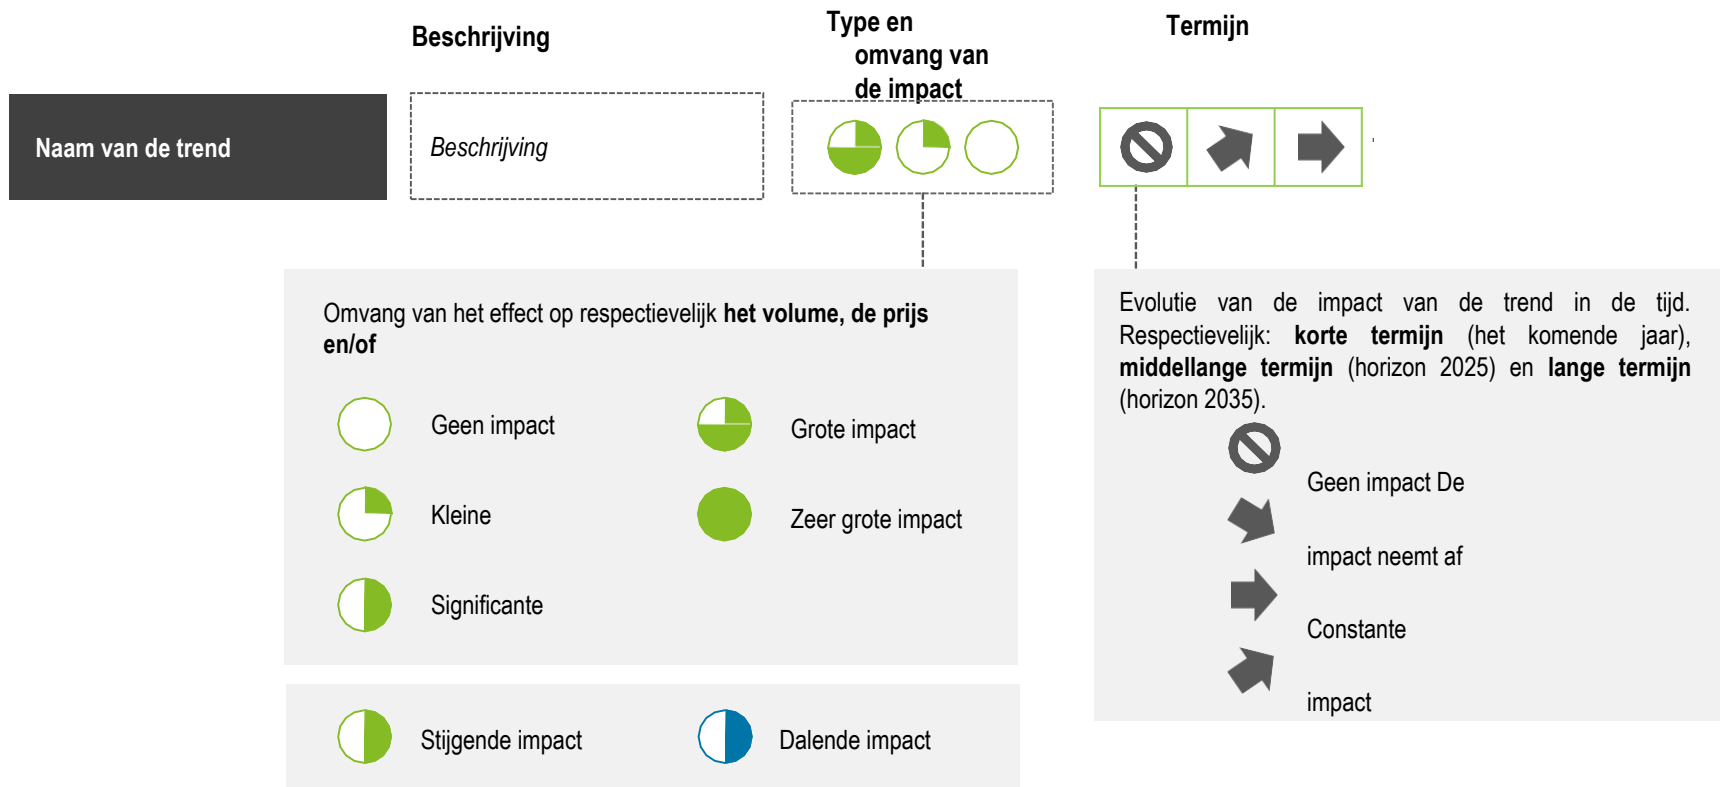 Beschrijving
Type en
omvang van
de impact
Termijn
Naam van de trend
Beschrijving
Omvang van het effect op respectievelijk het volume, de prijs
en/of
Geen impact
Grote impact
Kleine
Zeer grote impact
Significante
Stijgende impact
Dalende impact
Evolutie van de impact van de trend in de tijd.
Respectievelijk: korte termijn (het komende jaar),
middellange termijn (horizon 2025) en lange termijn
(horizon 2035).
Geen impact De
impact neemt af
Constante
impact